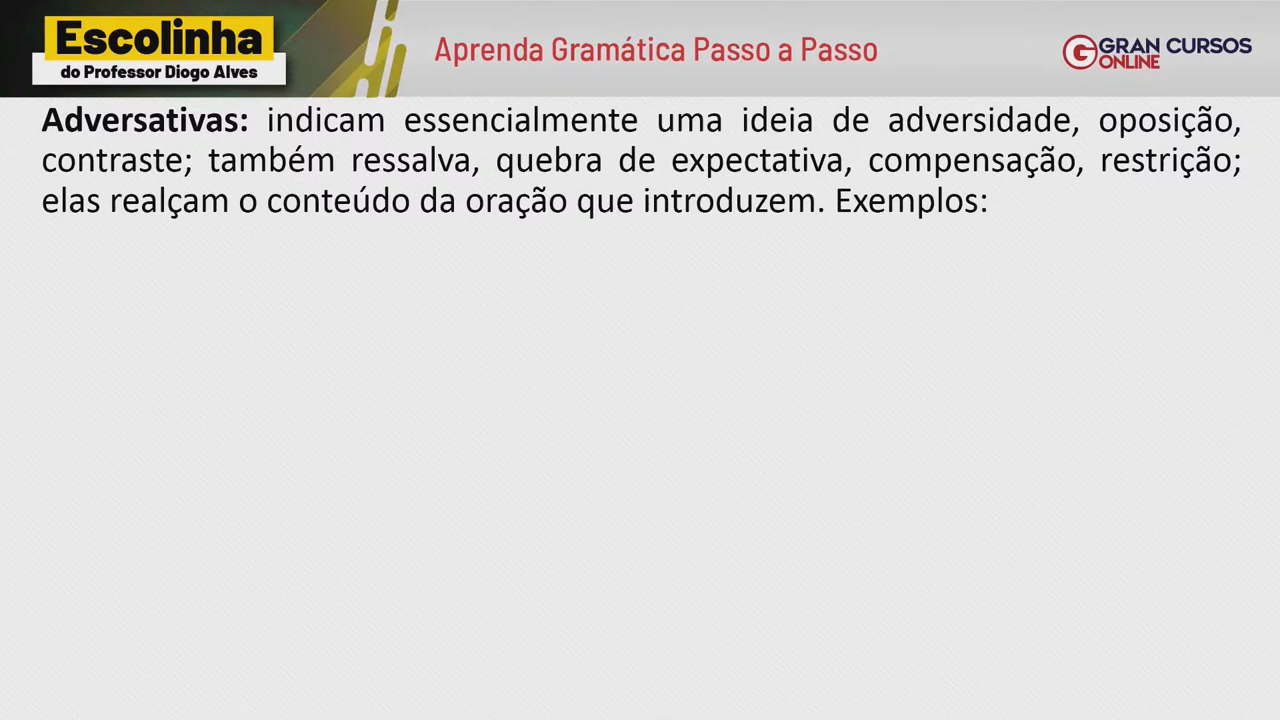 Escolinha
do Professor Diogo Alves
Aprenda Gramática Passo a Passo
GRAN CURSOS
ONLINE
Adversativas: indicam essencialmente uma ideia de adversidade, oposição,
contraste; também ressalva, quebra de expectativa, compensação, restrição;
elas realçam o conteúdo da oração que introduzem. Exemplos: